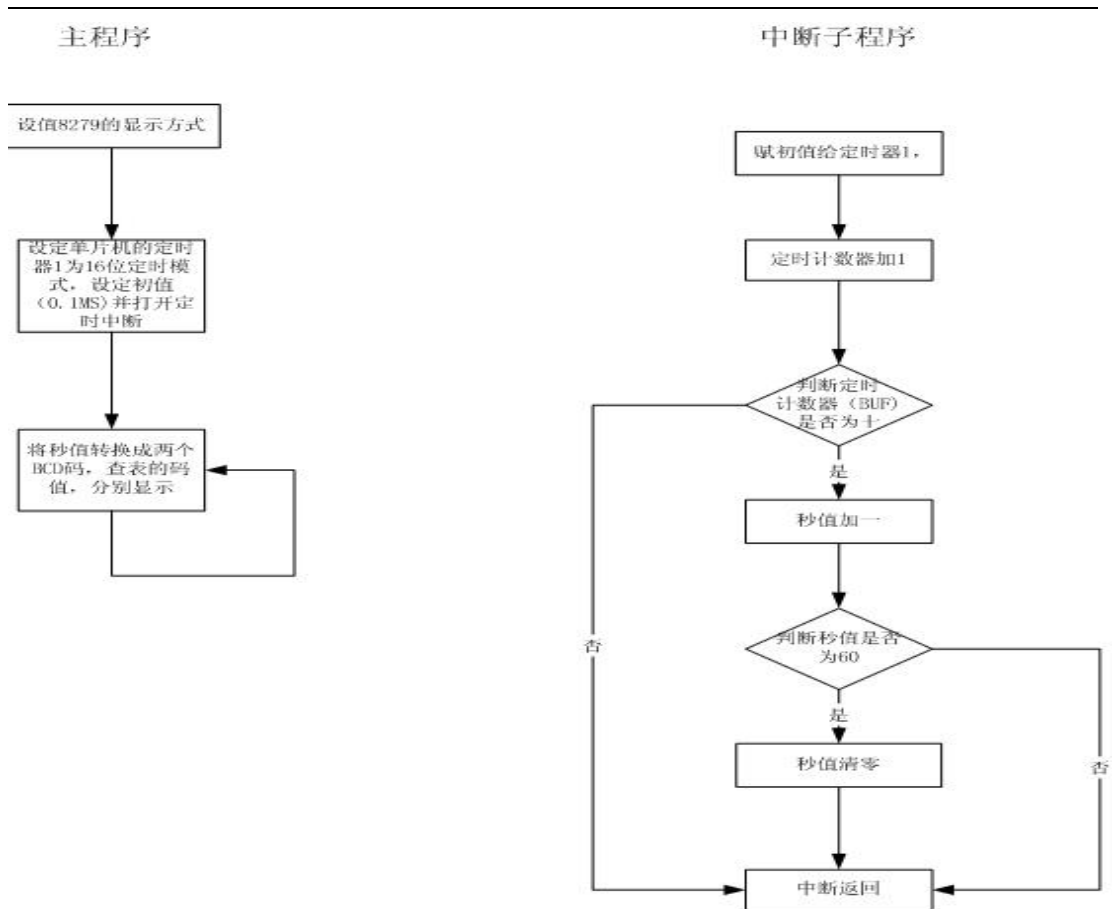 主程序
设值8279的显示方式
设定单片机的定时
器1为16位定时模
式，设定初值
（0.1MS)并打开定
时中断
将秒值转换成两个
BCD码，查表的码
值，分别显示
中断子程序
赋初值给定时器1，
定时计数器加1
判断定时
计数器（BUF)
是否为十
是
秒值加一
否
判断秒值是否
为60
是
秒值清零
否
中断返回